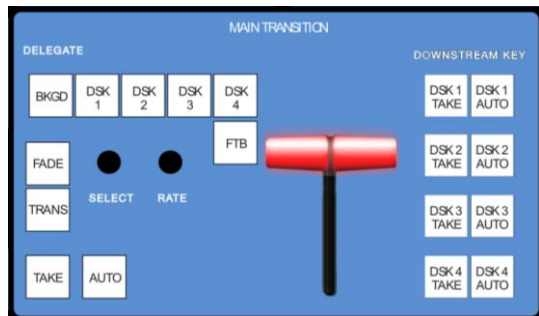 MAIN TRANSITION
DELEGATE
DOWNSTREAM KEY
BKGD
DSK
1
DSK
2
DSK
3
DSK
4
FTB
FADE
TRANS
SELECT
RATE
TAKE
AUTO
DSK 1
TAKE
DSK 1
AUTO
DSK 2
TAKE
DSK 2
AUTO
DSK 3
TAKE
DSK 3
AUTO
DSK 4
TAKE
DSK 4
AUTO